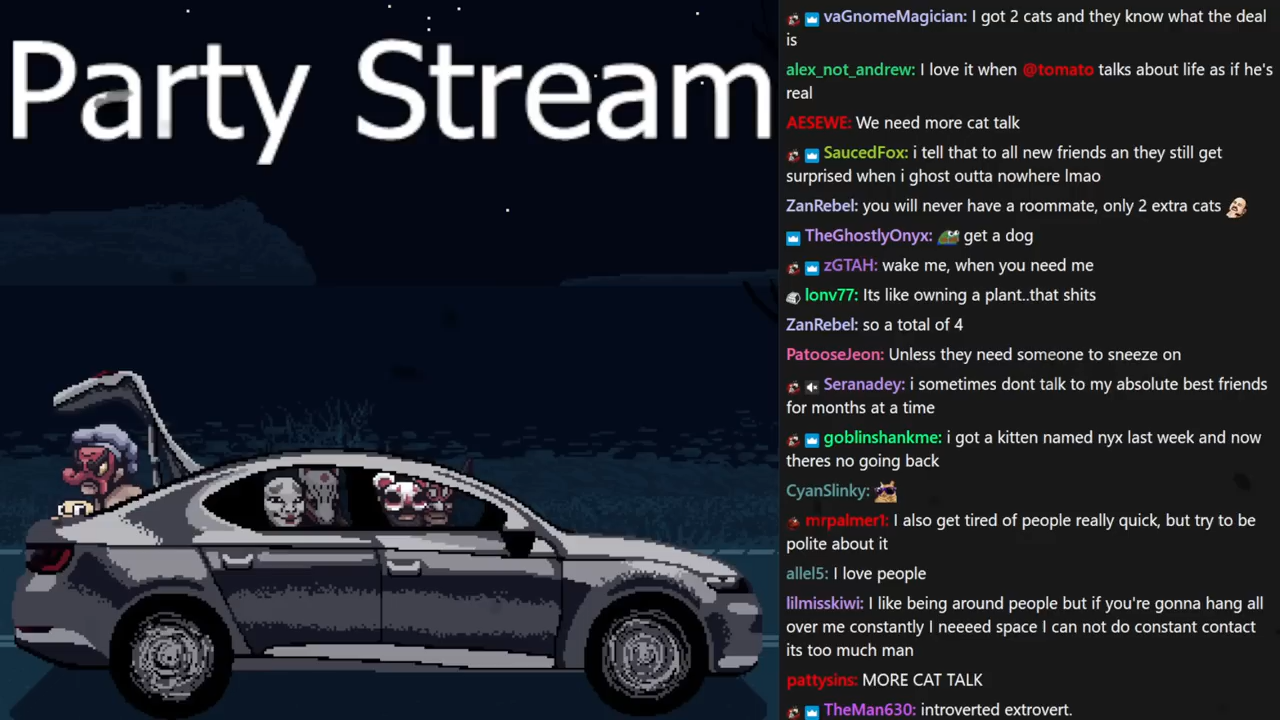 Party Stream
vaGnomeMagician: I got 2 cats and they know what the deal
is
alex_not_andrew: I love it when @tomato talks about life as if he's
real
AESEWE: We need more cat talk
SaucedFox: i tell that to all new friends an they still get
surprised when i ghost outta nowhere lmao
ZanRebel: you will never have a roommate, only 2 extra cats
TheGhostlyOnyx: get a dog
zGTAH: wake me, when you need me
lonv77: Its like owning a plant..that shits
ZanRebel: so a total of 4
PatooseJeon: Unless they need someone to sneeze on
Seranadey: i sometimes dont talk to my absolute best friends
for months at a time
goblinshankme: i got a kitten named nyx last week and now
theres no going back
CyanSlinky:
mrpalmer1: I also get tired of people really quick, but try to be
polite about it
allel5: I love people
lilmisskiwi: I like being around people but if you're gonna hang all
over me constantly I neeeed space I can not do constant contact
its too much man
pattysins: MORE CAT TALK
TheMan630: introverted extrovert.